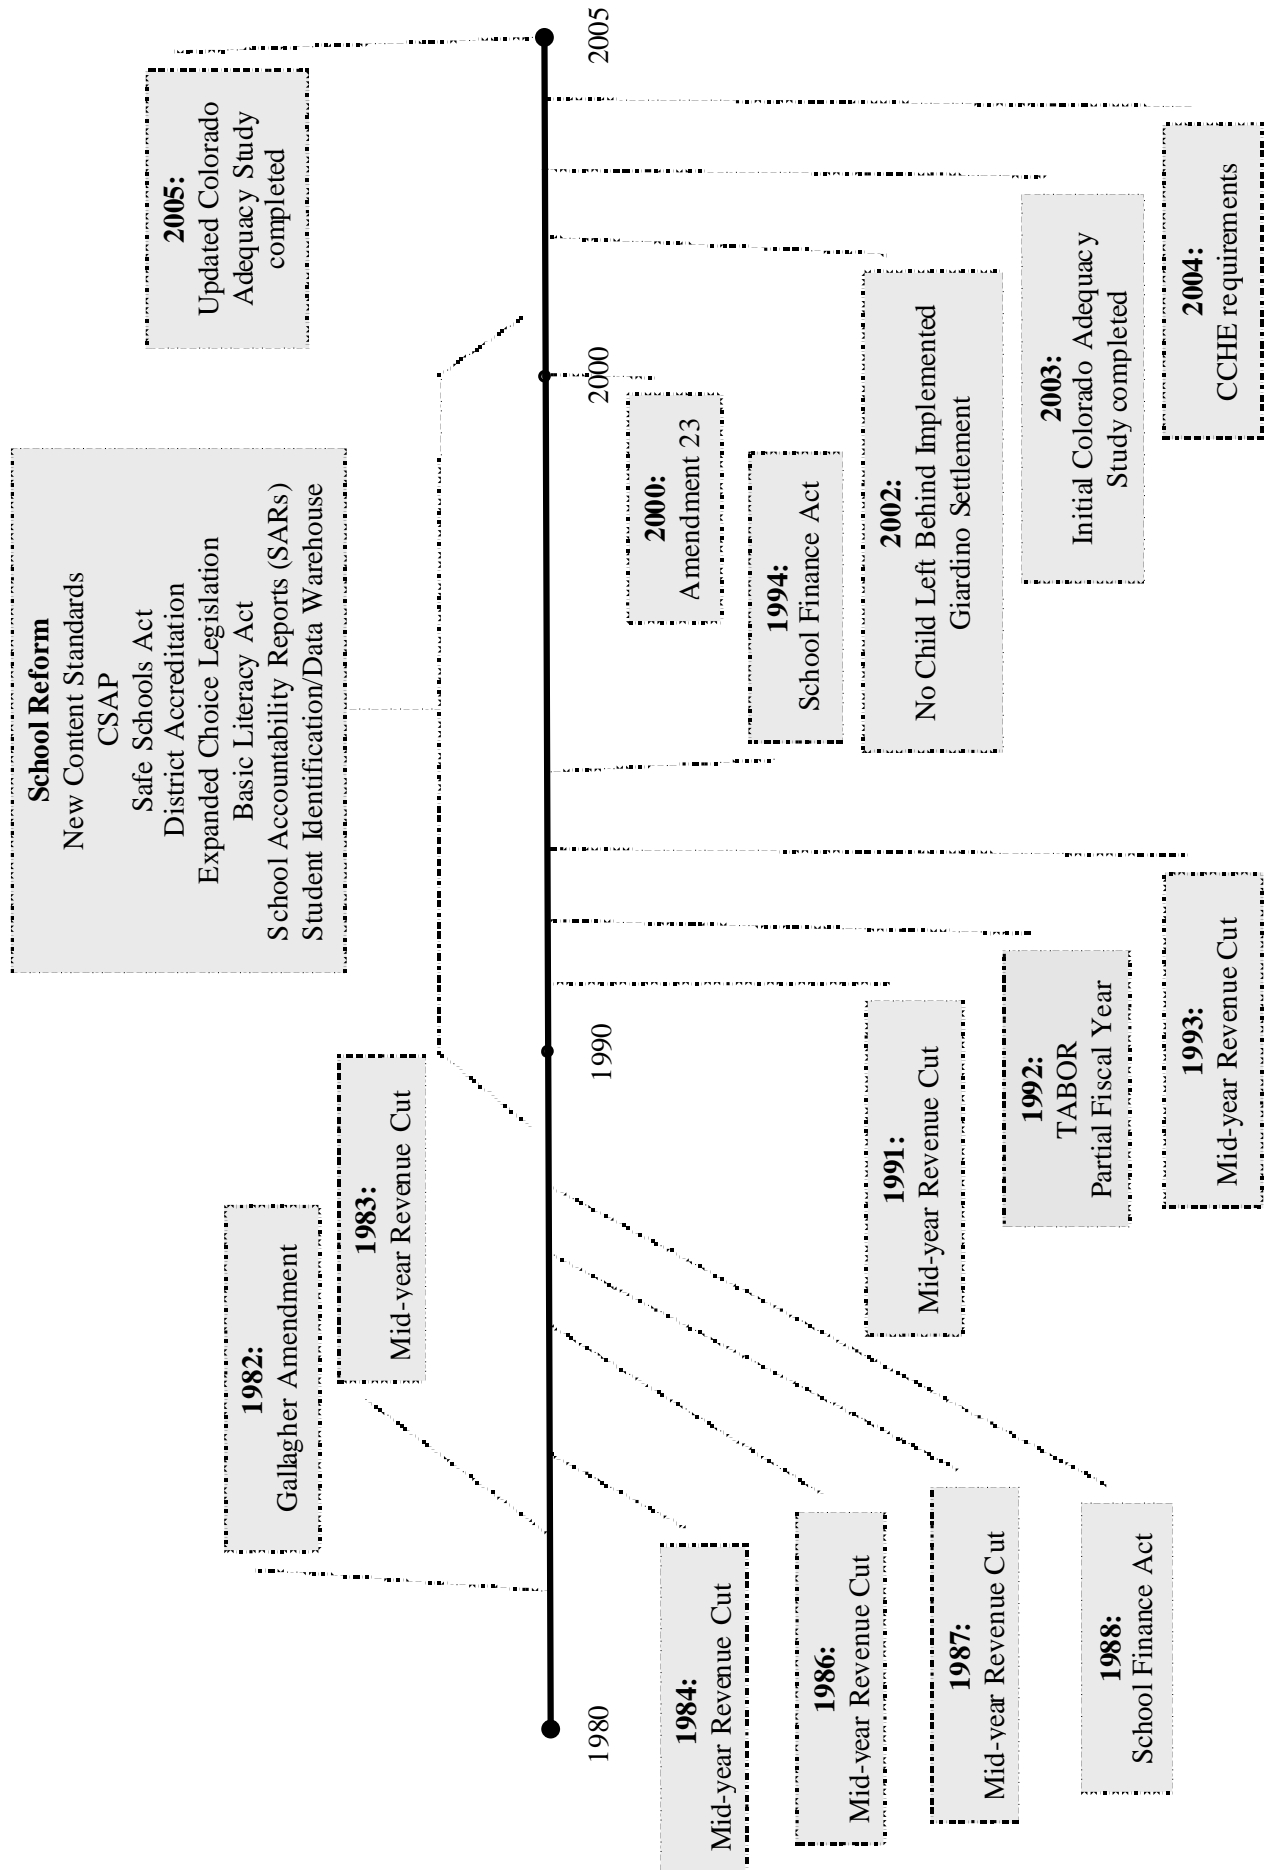 School Reform
New Content Standards
CSAP
Safe Schools Act
District Accreditation
Expanded Choice Legislation
Basic Literacy Act
School Accountability Reports (SARs)
Student Identification/Data Warehouse
1982:
Gallagher Amendment
1983:
Mid-year Revenue Cut
2005:
Updated Colorado
Adequacy Study
completed
1980
1990
2000
2005
1984:
Mid-year Revenue Cut
1986:
Mid-year Revenue Cut
1987:
Mid-year Revenue Cut
1988:
School Finance Act
1991:
Mid-year Revenue Cut
1992:
TABOR
Partial Fiscal Year
1993:
Mid-year Revenue Cut
2000:
Amendment 23
1994:
School Finance Act
2002:
No Child Left Behind Implemented
Giardino Settlement
2003:
Initial Colorado Adequacy
Study completed
2004:
CCHE requirements